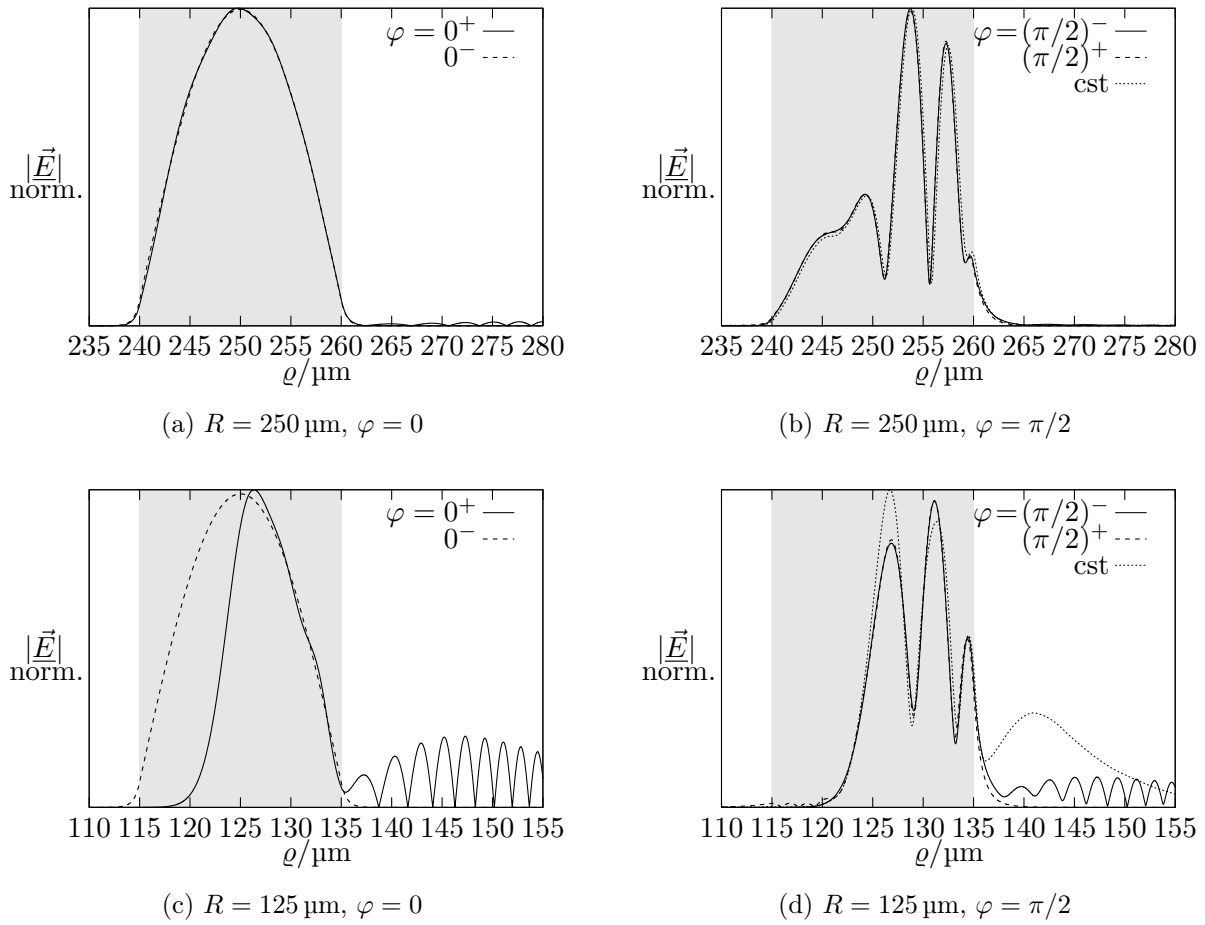 φ = 0⁺
0⁻
|E⃗|
norm.
235 240 245 250 255 260 265 270 275 280
ϱ/µm
(a) R = 250 µm, φ = 0
φ=(π/2)⁻
(π/2)⁺
cst
|E⃗|
norm.
235 240 245 250 255 260 265 270 275 280
ϱ/µm
(b) R = 250 µm, φ = π/2
φ = 0⁺
0⁻
|E⃗|
norm.
110 115 120 125 130 135 140 145 150 155
ϱ/µm
(c) R = 125 µm, φ = 0
φ=(π/2)⁻
(π/2)⁺
cst
|E⃗|
norm.
110 115 120 125 130 135 140 145 150 155
ϱ/µm
(d) R = 125 µm, φ = π/2